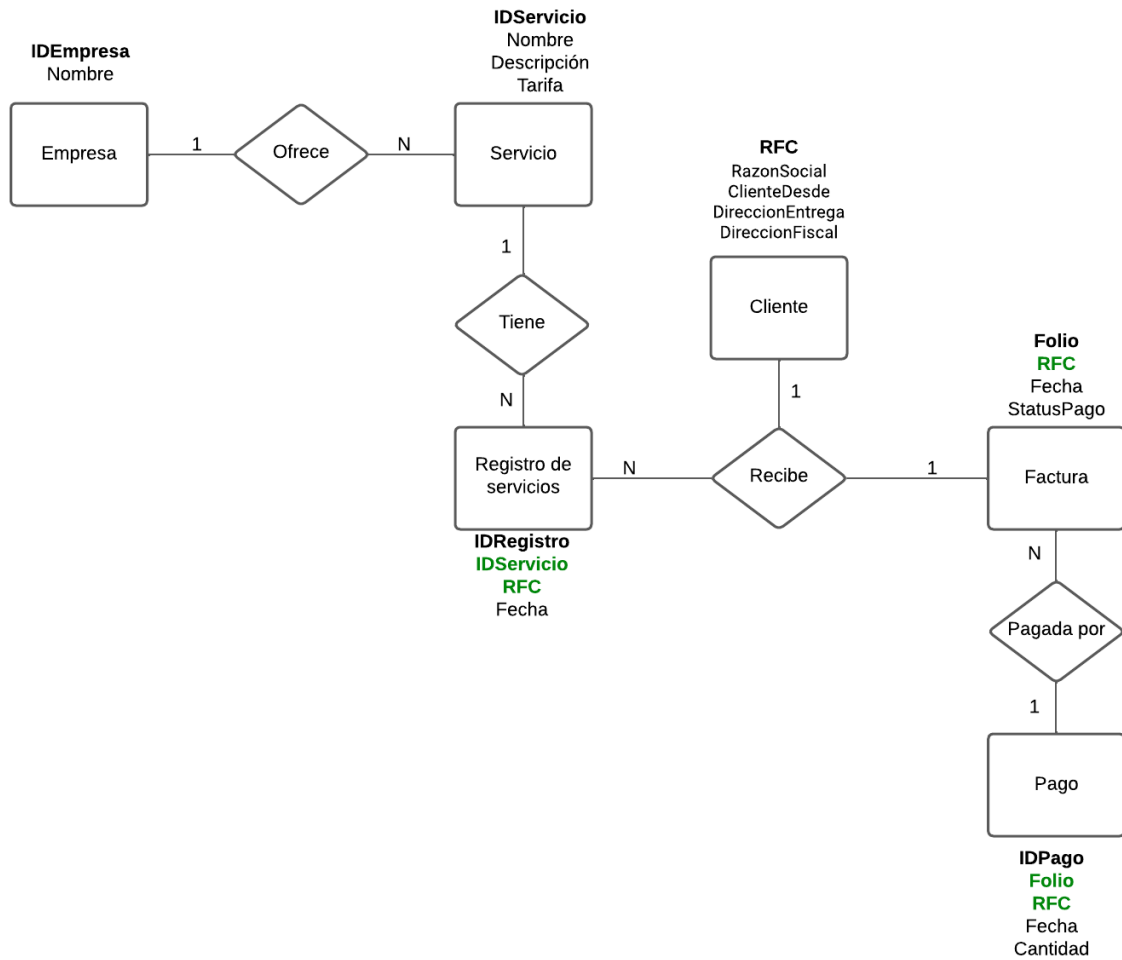 IDEmpresa
Nombre
Empresa
1
Ofrece
N
IDServicio
Nombre
Descripción
Tarifa
Servicio
1
Tiene
N
Registro de
servicios
IDRegistro
IDServicio
RFC
Fecha
N
RFC
RazonSocial
ClienteDesde
DireccionEntrega
DireccionFiscal
Cliente
1
Recibe
1
Folio
RFC
Fecha
StatusPago
Factura
N
Pagada por
1
Pago
IDPago
Folio
RFC
Fecha
Cantidad